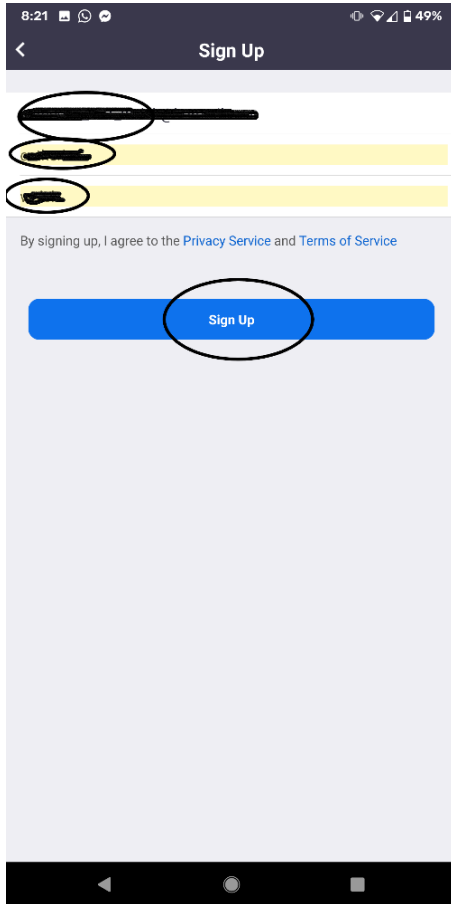 8:21 49%
Sign Up
By signing up, I agree to the Privacy Service and Terms of Service
Sign Up